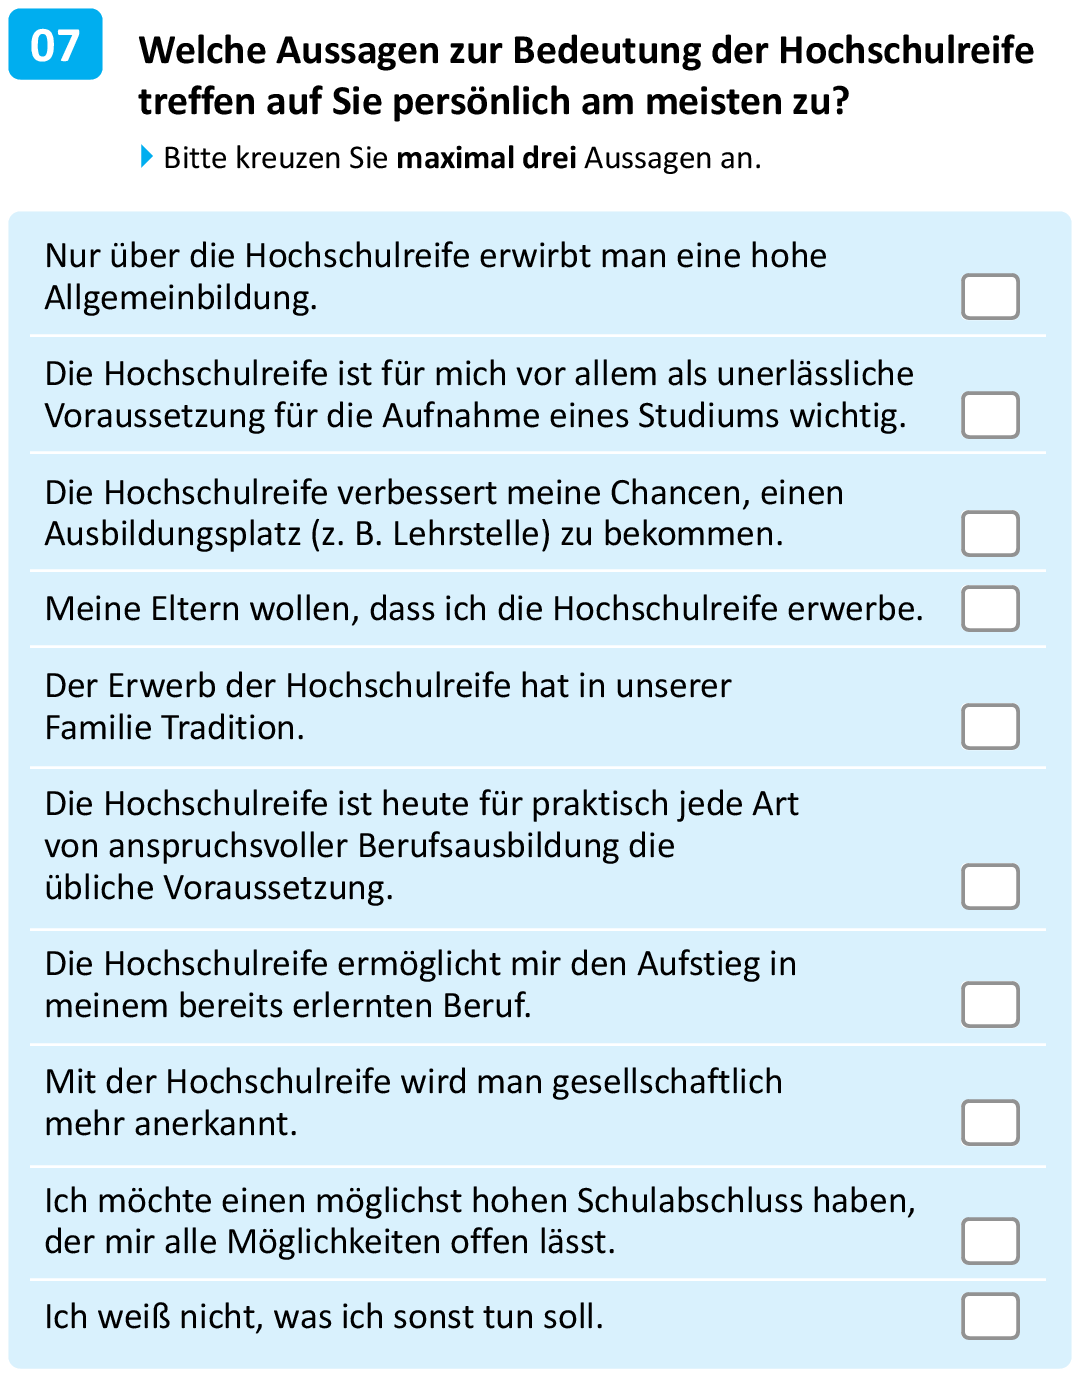 07
Welche Aussagen zur Bedeutung der Hochschulreife
treffen auf Sie persönlich am meisten zu?
Bitte kreuzen Sie maximal drei Aussagen an.
Nur über die Hochschulreife erwirbt man eine hohe
Allgemeinbildung.
Die Hochschulreife ist für mich vor allem als unerlässliche
Voraussetzung für die Aufnahme eines Studiums wichtig.
Die Hochschulreife verbessert meine Chancen, einen
Ausbildungsplatz (z. B. Lehrstelle) zu bekommen.
Meine Eltern wollen, dass ich die Hochschulreife erwerbe.
Der Erwerb der Hochschulreife hat in unserer
Familie Tradition.
Die Hochschulreife ist heute für praktisch jede Art
von anspruchsvoller Berufsausbildung die
übliche Voraussetzung.
Die Hochschulreife ermöglicht mir den Aufstieg in
meinem bereits erlernten Beruf.
Mit der Hochschulreife wird man gesellschaftlich
mehr anerkannt.
Ich möchte einen möglichst hohen Schulabschluss haben,
der mir alle Möglichkeiten offen lässt.
Ich weiß nicht, was ich sonst tun soll.